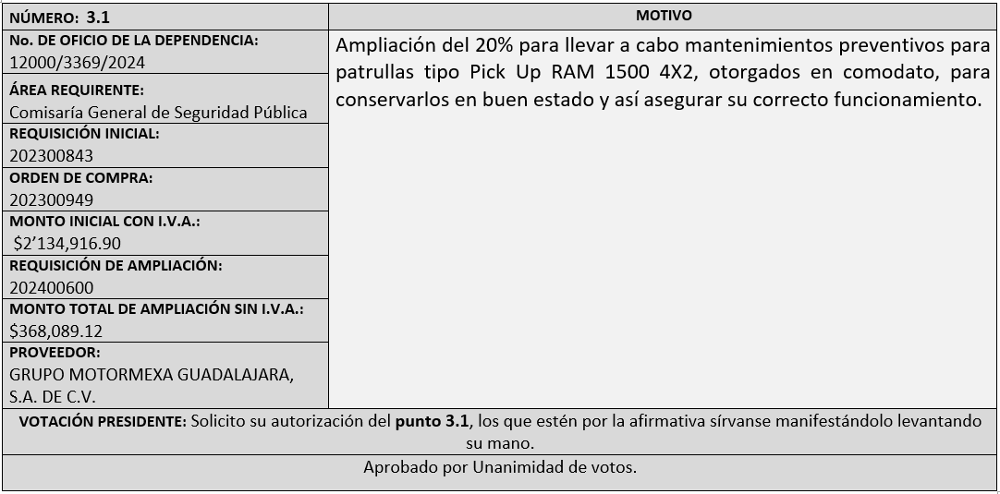 NÚMERO: 3.1
MOTIVO
No. DE OFICIO DE LA DEPENDENCIA:
12000/3369/2024
ÁREA REQUIRENTE:
Comisaría General de Seguridad Pública
REQUISICIÓN INICIAL:
202300843
ORDEN DE COMPRA:
202300949
MONTO INICIAL CON I.V.A.:
$2’134,916.90
REQUISICIÓN DE AMPLIACIÓN:
202400600
MONTO TOTAL DE AMPLIACIÓN SIN I.V.A.:
$368,089.12
PROVEEDOR:
GRUPO MOTORMEXA GUADALAJARA,
S.A. DE C.V.
Ampliación del 20% para llevar a cabo mantenimientos preventivos para
patrullas tipo Pick Up RAM 1500 4X2, otorgados en comodato, para
conservarlos en buen estado y así asegurar su correcto funcionamiento.
VOTACIÓN PRESIDENTE: Solicito su autorización del punto 3.1, los que estén por la afirmativa sírvanse manifestándolo levantando
su mano.
Aprobado por Unanimidad de votos.